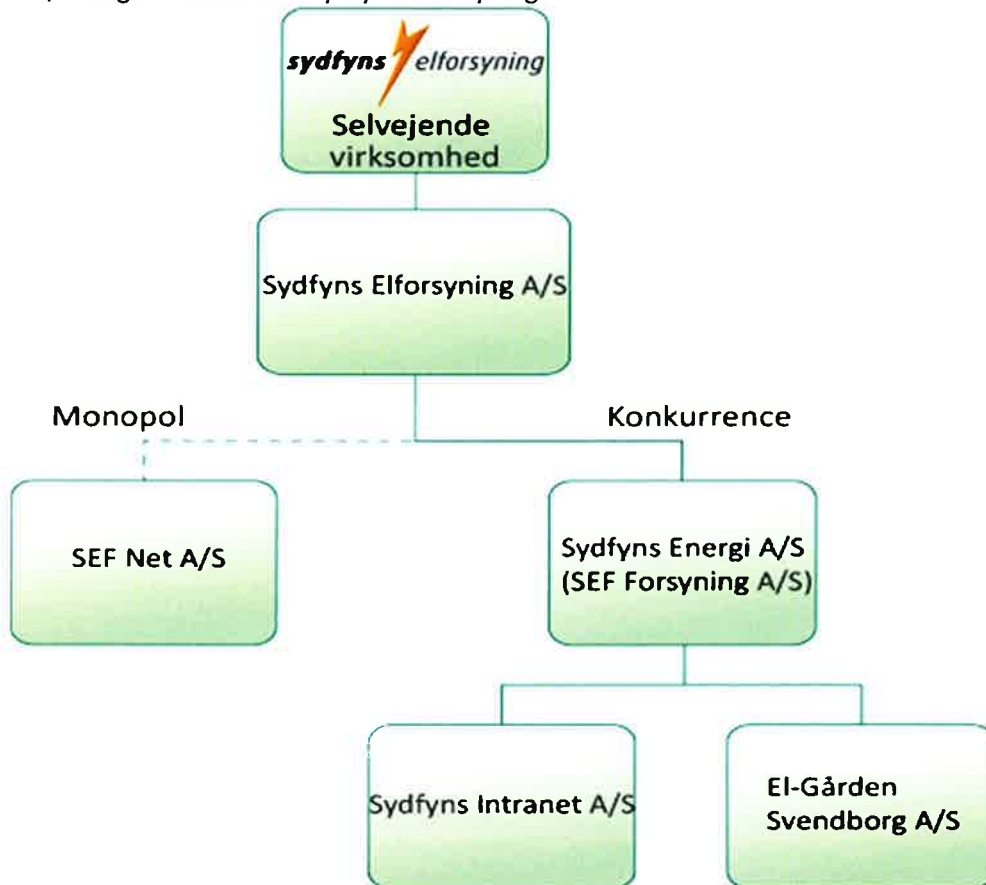 sydfyns elforsyning
Selvejende
virksomhed
Sydfyns Elforsyning A/S
Monopol
Konkurrence
SEF Net A/S
Sydfyns Energi A/S
(SEF Forsyning A/S)
Sydfyns Intranet A/S
El-Gården
Svendborg A/S